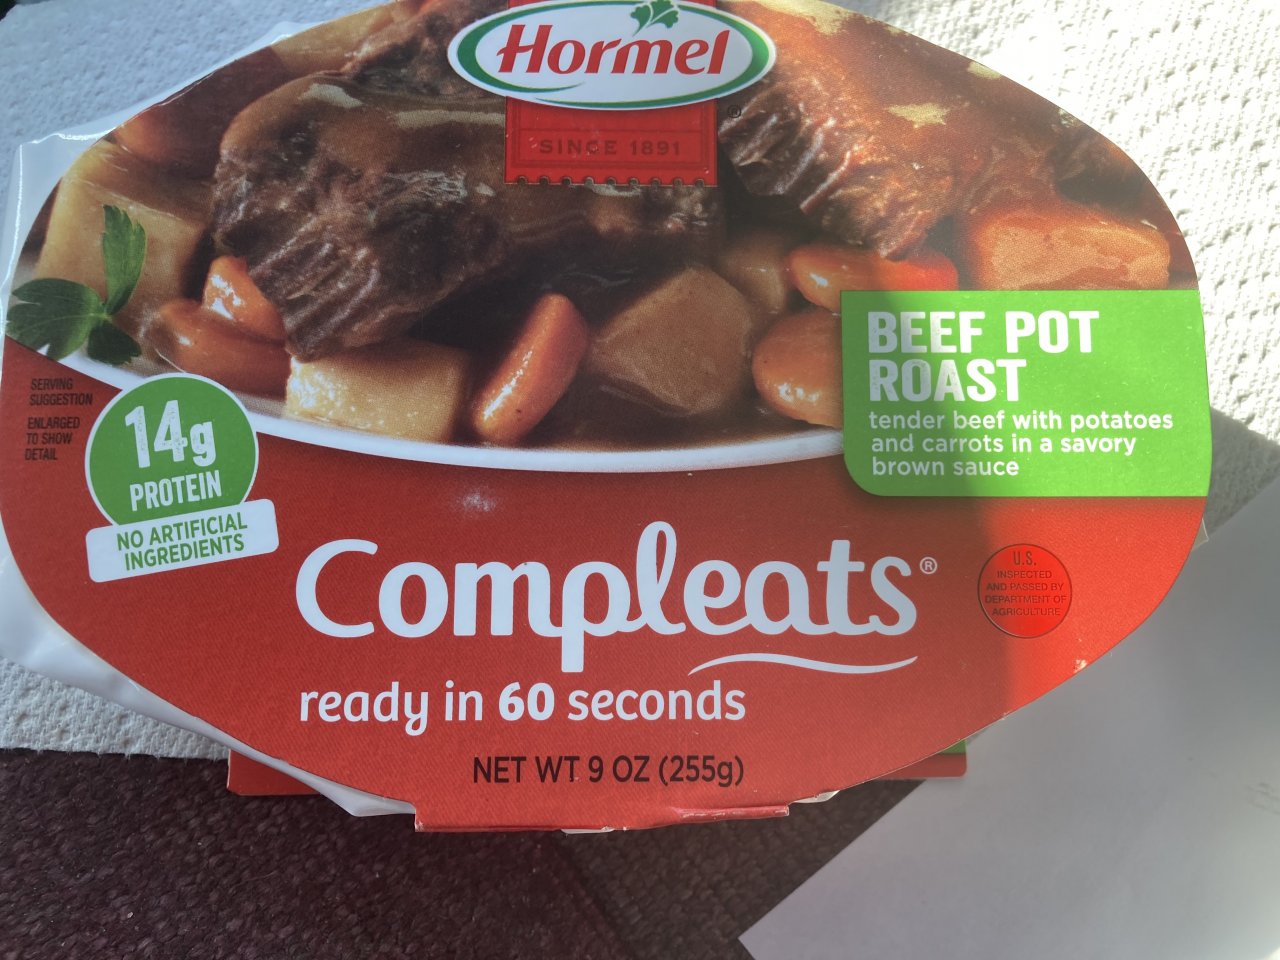 Hormel
®
SINCE 1891
BEEF POT
ROAST
tender beef with potatoes
and carrots in a savory
brown sauce
SERVING
SUGGESTION
ENLARGED
TO SHOW
DETAIL
14g
PROTEIN
NO ARTIFICIAL
INGREDIENTS
Compleats®
U.S.
INSPECTED
AND PASSED BY
DEPARTMENT OF
AGRICULTURE
ready in 60 seconds
NET WT 9 OZ (255g)